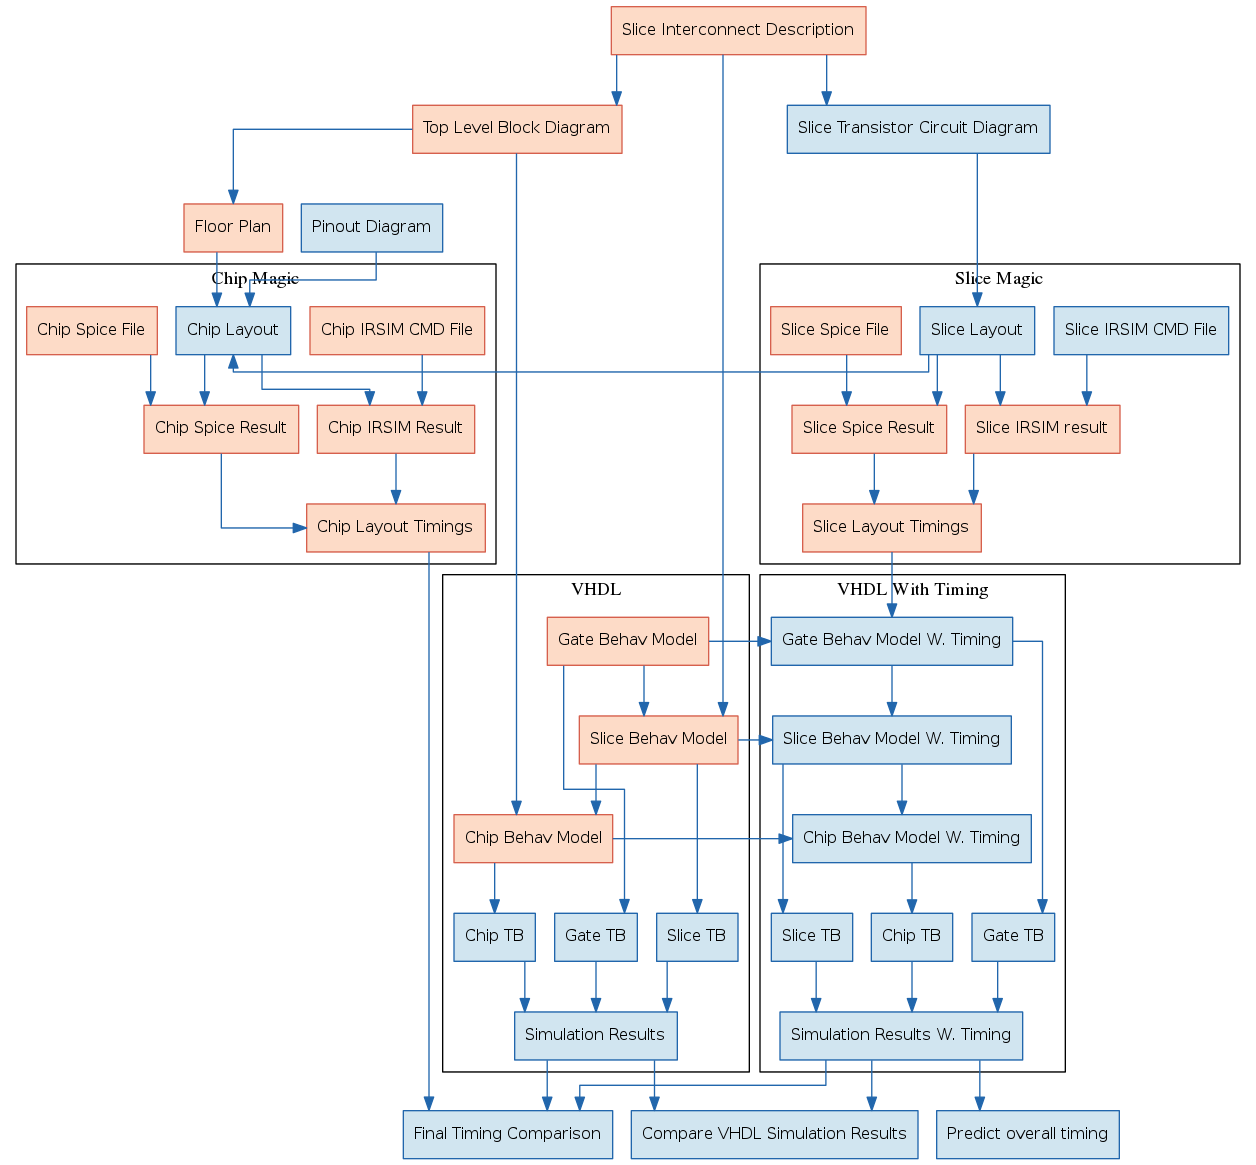 Slice Interconnect Description
Top Level Block Diagram
Slice Transistor Circuit Diagram
Floor Plan
Pinout Diagram
Chip Magic
Chip Spice File
Chip Layout
Chip IRSIM CMD File
Chip Spice Result
Chip IRSIM Result
Chip Layout Timings
Slice Magic
Slice Spice File
Slice Layout
Slice IRSIM CMD File
Slice Spice Result
Slice IRSIM result
Slice Layout Timings
VHDL
Gate Behav Model
Slice Behav Model
Chip Behav Model
Chip TB
Gate TB
Slice TB
Simulation Results
VHDL With Timing
Gate Behav Model W. Timing
Slice Behav Model W. Timing
Chip Behav Model W. Timing
Slice TB
Chip TB
Gate TB
Simulation Results W. Timing
Final Timing Comparison
Compare VHDL Simulation Results
Predict overall timing